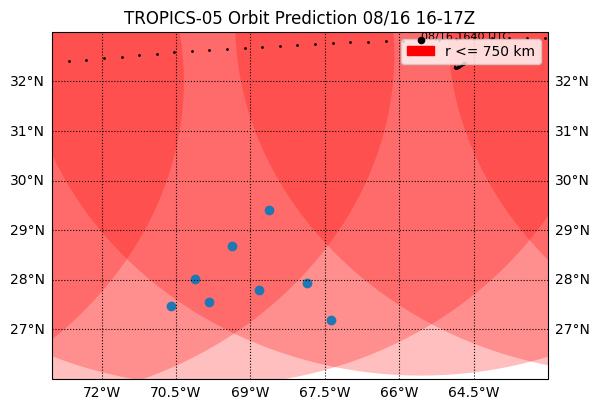 TROPICS-05 Orbit Prediction 08/16 16-17Z
08/16 1640 UTC
r <= 750 km
32°N 32°N
31°N 31°N
30°N 30°N
29°N 29°N
28°N 28°N
27°N 27°N
72°W 70.5°W 69°W 67.5°W 66°W 64.5°W